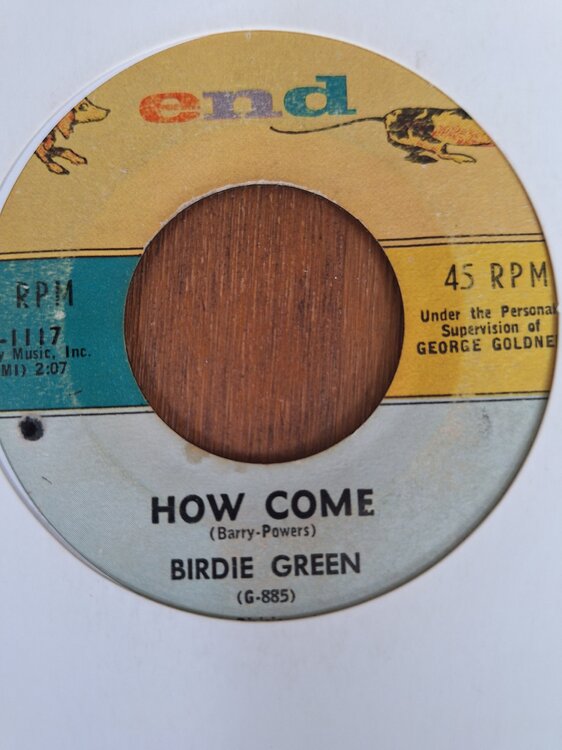 end
RPM
-1117
y Music, Inc.
MI) 2:07
45 RPM
Under the Personal
Supervision of
GEORGE GOLDNE
HOW COME
(Barry-Powers)
BIRDIE GREEN
(G-885)